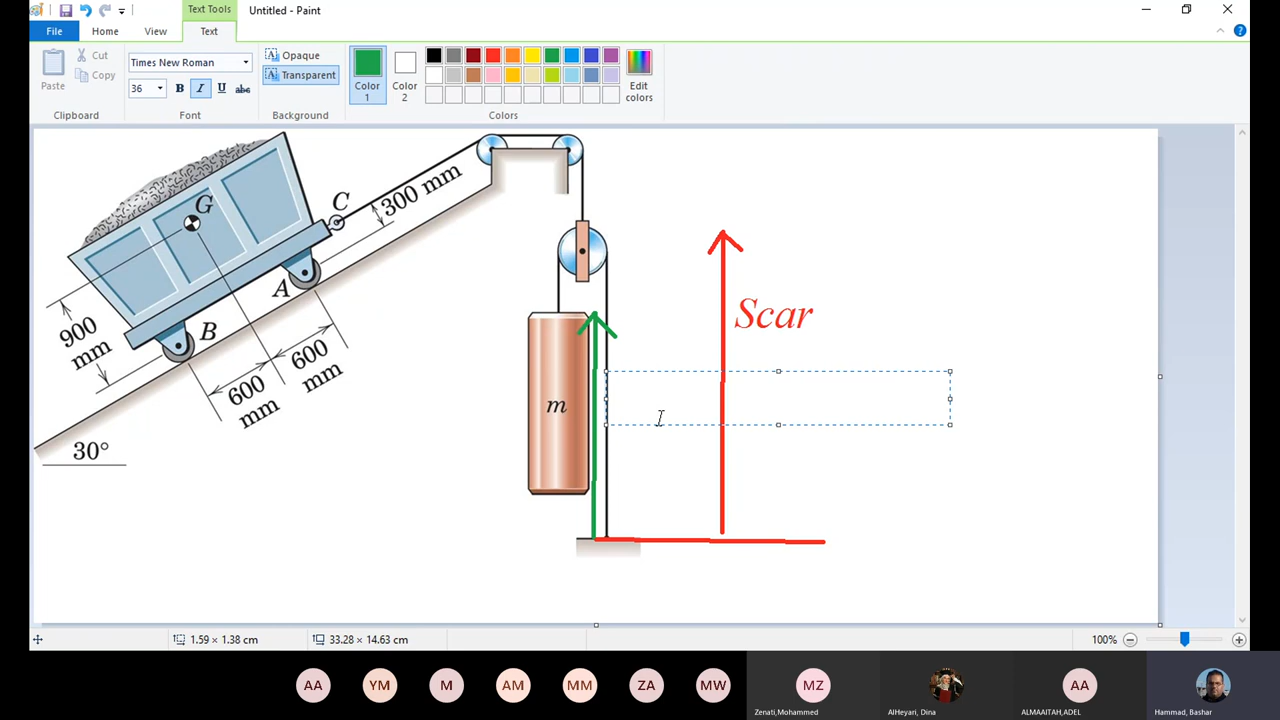 Untitled - Paint
Text Tools
File
Home
View
Text
Paste
Cut
Copy
Clipboard
Times New Roman
36
B
I
U
abc
Font
Opaque
Transparent
Background
Color 1
Color 2
Edit colors
Colors
G
C
300 mm
A
B
900 mm
600 mm
600 mm
30°
m
Scar
1.59 × 1.38 cm
33.28 × 14.63 cm
100%
AA
YM
M
AM
MM
ZA
MW
MZ
AA
Zenati,Mohammed
AlHeyari, Dina
ALMAAITAH,ADEL
Hammad, Bashar